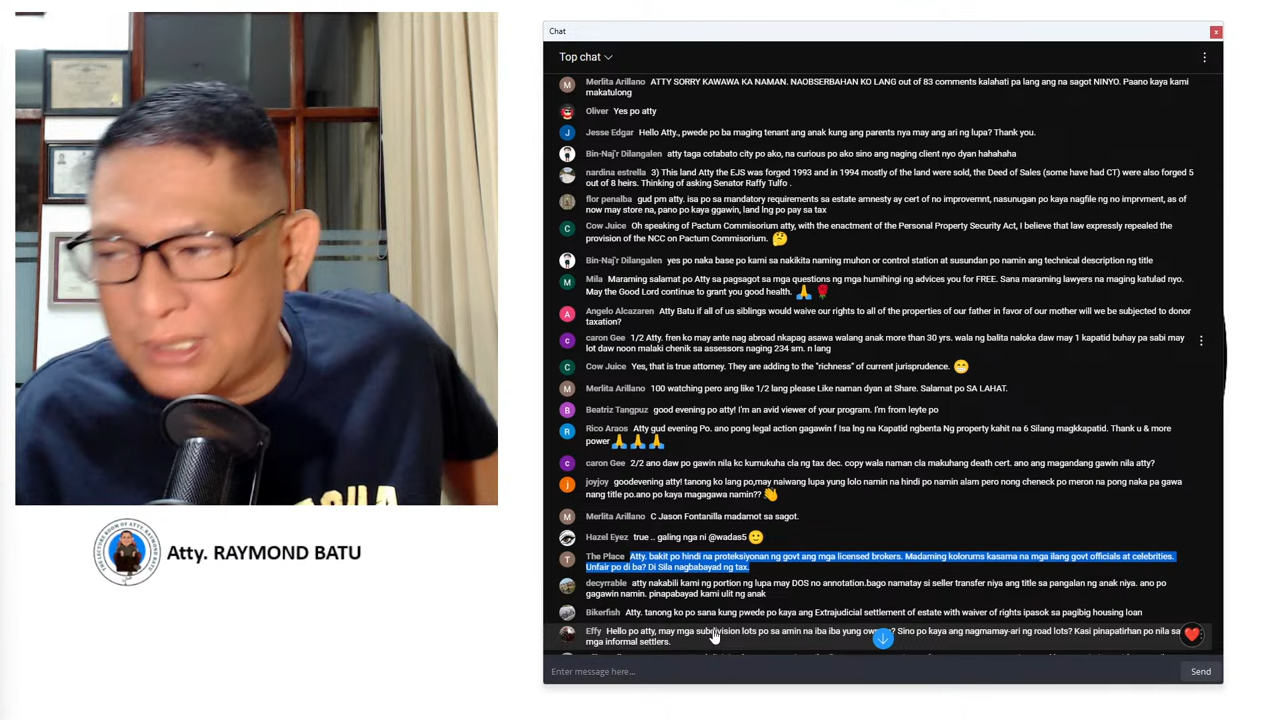 Chat
Top chat
Merlita Arillano ATTY SORRY KAWAWA KA NAMAN. NAOBSERBAHAN KO LANG out of 83 comments kalahati pa lang ang na sagot NINYO. Paano kaya kami
makatulong
Oliver Yes po atty
Jesse Edgar Hello Atty., pwede po ba maging tenant ang anak kung ang parents nya may ang ari ng lupa? Thank you.
Bin-Naj'r Dilangalen atty taga cotabato city po ako, na curious po ako sino ang naging client nyo dyan hahahaha
nardina estrella 3) This land Atty the EJS was forged 1993 and in 1994 mostly of the land were sold, the Deed of Sales (some have had CT) were also forged 5
out of 8 heirs. Thinking of asking Senator Raffy Tulfo .
flor penalba gud pm atty. isa po sa mandatory requirements sa estate amnesty ay cert of no improvemnt, nasunugan po kaya nagfile ng no imprvment, as of
now may store na, pano po kaya ggawin, land lng po pay sa tax
Cow Juice Oh speaking of Pactum Commisorium atty, with the enactment of the Personal Property Security Act, I believe that law expressly repealed the
provision of the NCC on Pactum Commisorium. 🤔
Bin-Naj'r Dilangalen yes po naka base po kami sa nakikita naming muhon or control station at susundan po namin ang technical description ng title
Mila Maraming salamat po Atty sa pagsagot sa mga questions ng mga humihingi ng advices you for FREE. Sana maraming lawyers na maging katulad nyo.
May the Good Lord continue to grant you good health. 🙏 🌹
Angelo Alcazaren Atty Batu if all of us siblings would waive our rights to all of the properties of our father in favor of our mother will we be subjected to donor
taxation?
caron Gee 1/2 Atty. fren ko may ante nag abroad nkapag asawa walang anak more than 30 yrs. wala ng balita naloka daw may 1 kapatid buhay pa sabi may
lot daw noon malaki chenik sa assessors naging 234 sm. n lang
Cow Juice Yes, that is true attorney. They are adding to the "richness" of current jurisprudence. 😁
Merlita Arillano 100 watching pero ang like 1/2 lang please Like naman dyan at Share. Salamat po SA LAHAT.
Beatriz Tangpuz good evening po atty! I'm an avid viewer of your program. I'm from leyte po
Rico Araos Atty gud evening Po. ano pong legal action gagawin f Isa lng na Kapatid ngbenta Ng property kahit na 6 Silang magkkapatid. Thank u & more
power 🙏 🙏 🙏
caron Gee 2/2 ano daw po gawin nila kc kumukuha cla ng tax dec. copy wala naman cla makuhang death cert. ano ang magandang gawin nila atty?
joyjoy goodevening atty! tanong ko lang po,may naiwang lupa yung lolo namin na hindi po namin alam pero nong checheck po meron na pong naka pa gawa
nang title po.ano po kaya magagawa namin?? 👋
Merlita Arillano C Jason Fontanilla madamot sa sagot.
Hazel Eyez true .. galing nga ni @wadas5 🙂
The Place Atty. bakit po hindi na proteksiyonan ng govt ang mga licensed brokers. Madaming kolorums kasama na mga ilang govt officials at celebrities.
Unfair po di ba? Di Sila nagbabayad ng tax.
decyrrable atty nakabili kami ng portion ng lupa may DOS no annotation.bago namatay si seller transfer niya ang title sa pangalan ng anak niya. ano po
gagawin namin. pinapabayad kami ulit ng anak
Bikerfish Atty. tanong ko po sana kung pwede po kaya ang Extrajudicial settlement of estate with waiver of rights ipasok sa pagibig housing loan
Effy Hello po atty, may mga subdivision lots po sa amin na iba iba yung Sino po kaya ang nagmamay-ari ng road lots? Kasi pinapatirhan po nila sa
mga informal settlers.
Enter message here...
Send
Atty. RAYMOND BATU